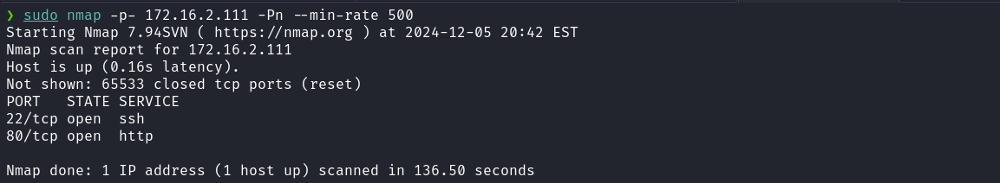 ❯ sudo nmap -p- 172.16.2.111 -Pn --min-rate 500
Starting Nmap 7.94SVN ( https://nmap.org ) at 2024-12-05 20:42 EST
Nmap scan report for 172.16.2.111
Host is up (0.16s latency).
Not shown: 65533 closed tcp ports (reset)
PORT   STATE SERVICE
22/tcp open  ssh
80/tcp open  http
Nmap done: 1 IP address (1 host up) scanned in 136.50 seconds